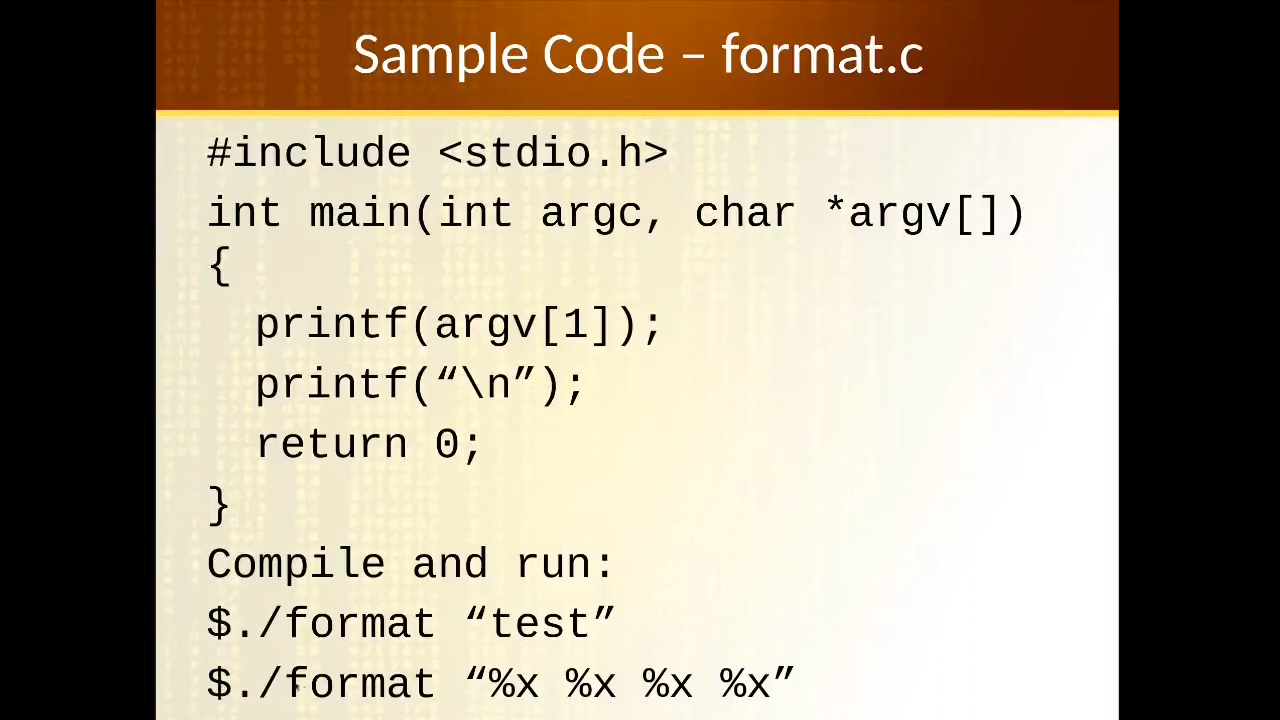 Sample Code – format.c
#include <stdio.h>
int main(int argc, char *argv[])
{
printf(argv[1]);
printf(“\n”);
return 0;
}
Compile and run:
$./format “test”
$./format “%x %x %x %x”